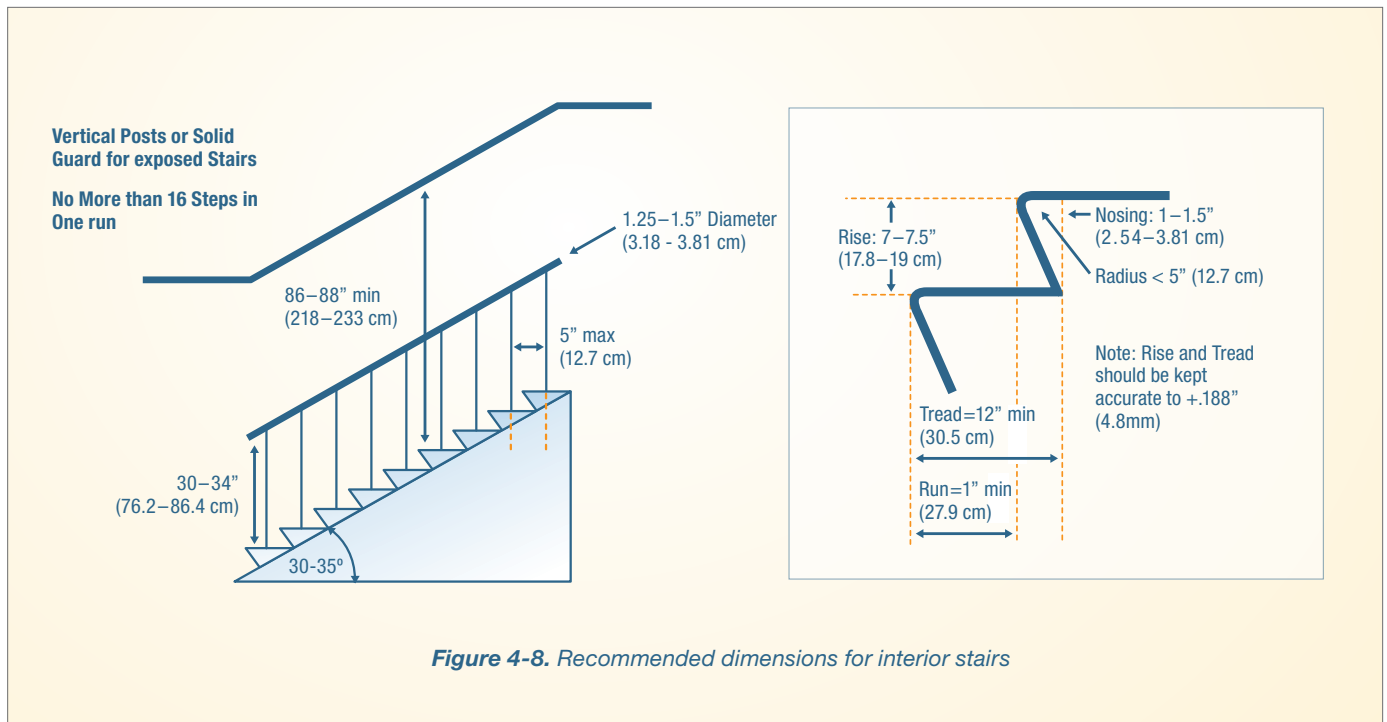 Vertical Posts or Solid
Guard for exposed Stairs
No More than 16 Steps in
One run
1.25–1.5” Diameter
(3.18 - 3.81 cm)
86–88” min
(218–233 cm)
5” max
(12.7 cm)
30–34”
(76.2–86.4 cm)
30-35º
Rise: 7–7.5”
(17.8–19 cm)
Nosing: 1–1.5”
(2.54–3.81 cm)
Radius < 5” (12.7 cm)
Note: Rise and Tread
should be kept
accurate to +.188”
(4.8mm)
Tread=12” min
(30.5 cm)
Run=1” min
(27.9 cm)
Figure 4-8. Recommended dimensions for interior stairs